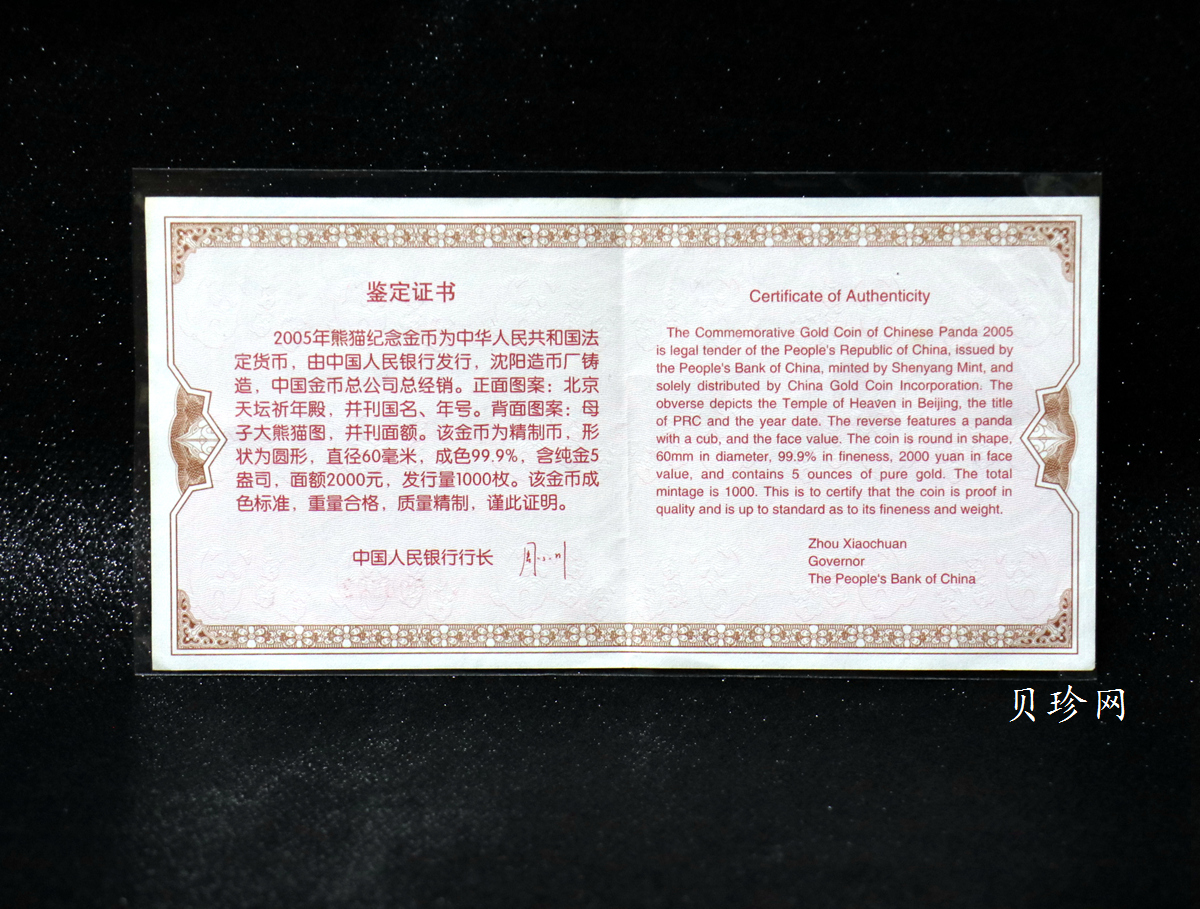 鉴定证书
2005年熊猫纪念金币为中华人民共和国法
定货币，由中国人民银行发行，沈阳造币厂铸
造，中国金币总公司总经销。正面图案：北京
天坛祈年殿，并刊国名、年号。背面图案：母
子大熊猫图，并刊面额。该金币为精制币，形
状为圆形，直径60毫米，成色99.9%，含纯金5
盎司，面额2000元，发行量1000枚。该金币成
色标准，重量合格，质量精制，谨此证明。
中国人民银行行长
Certificate of Authenticity
The Commemorative Gold Coin of Chinese Panda 2005
is legal tender of the People's Republic of China, issued by
the People's Bank of China, minted by Shenyang Mint, and
solely distributed by China Gold Coin Incorporation. The
obverse depicts the Temple of Heaven in Beijing, the title
of PRC and the year date. The reverse features a panda
with a cub, and the face value. The coin is round in shape,
60mm in diameter, 99.9% in fineness, 2000 yuan in face
value, and contains 5 ounces of pure gold. The total
mintage is 1000. This is to certify that the coin is proof in
quality and is up to standard as to its fineness and weight.
Zhou Xiaochuan
Governor
The People's Bank of China
贝珍网